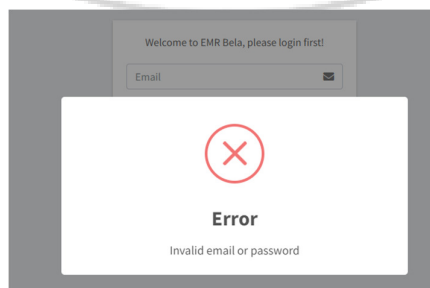 Welcome to EMR Bela, please login first!
Email
Error
Invalid email or password